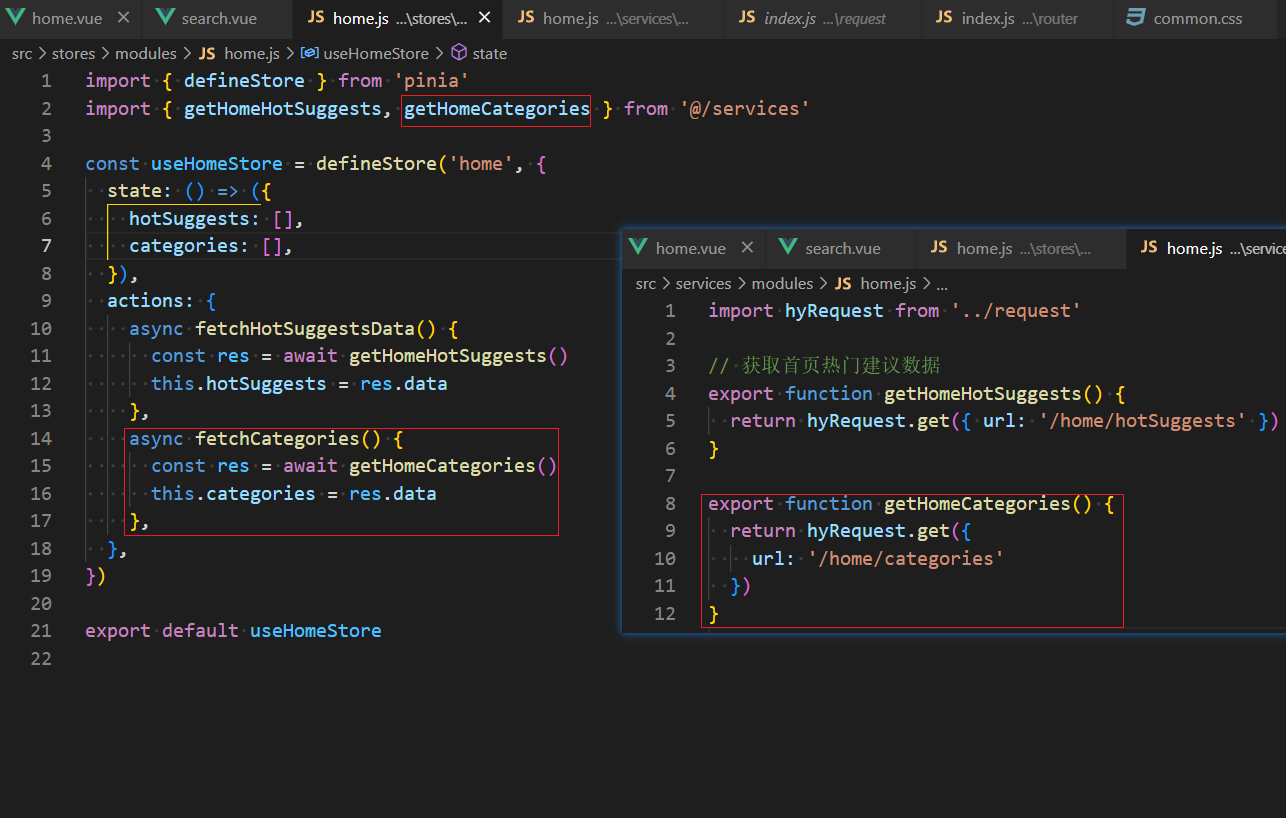 home.vue search.vue JS home.js ...\stores\... JS home.js ...\services\... JS index.js ...\request JS index.js ...\router common.css
src > stores > modules > JS home.js > useHomeStore > state
1 import { defineStore } from 'pinia'
2 import { getHomeHotSuggests, getHomeCategories } from '@/services'
3
4 const useHomeStore = defineStore('home', {
5 state: () => ({
6 hotSuggests: [],
7 categories: [],
8 }),
9 actions: {
10 async fetchHotSuggestsData() {
11 const res = await getHomeHotSuggests()
12 this.hotSuggests = res.data
13 },
14 async fetchCategories() {
15 const res = await getHomeCategories()
16 this.categories = res.data
17 },
18 },
19 })
20
21 export default useHomeStore
22
home.vue search.vue JS home.js ...\stores\... JS home.js ...\service
src > services > modules > JS home.js > ...
1 import hyRequest from '../request'
2
3 // 获取首页热门建议数据
4 export function getHomeHotSuggests() {
5 return hyRequest.get({ url: '/home/hotSuggests' })
6 }
7
8 export function getHomeCategories() {
9 return hyRequest.get({
10 url: '/home/categories'
11 })
12 }